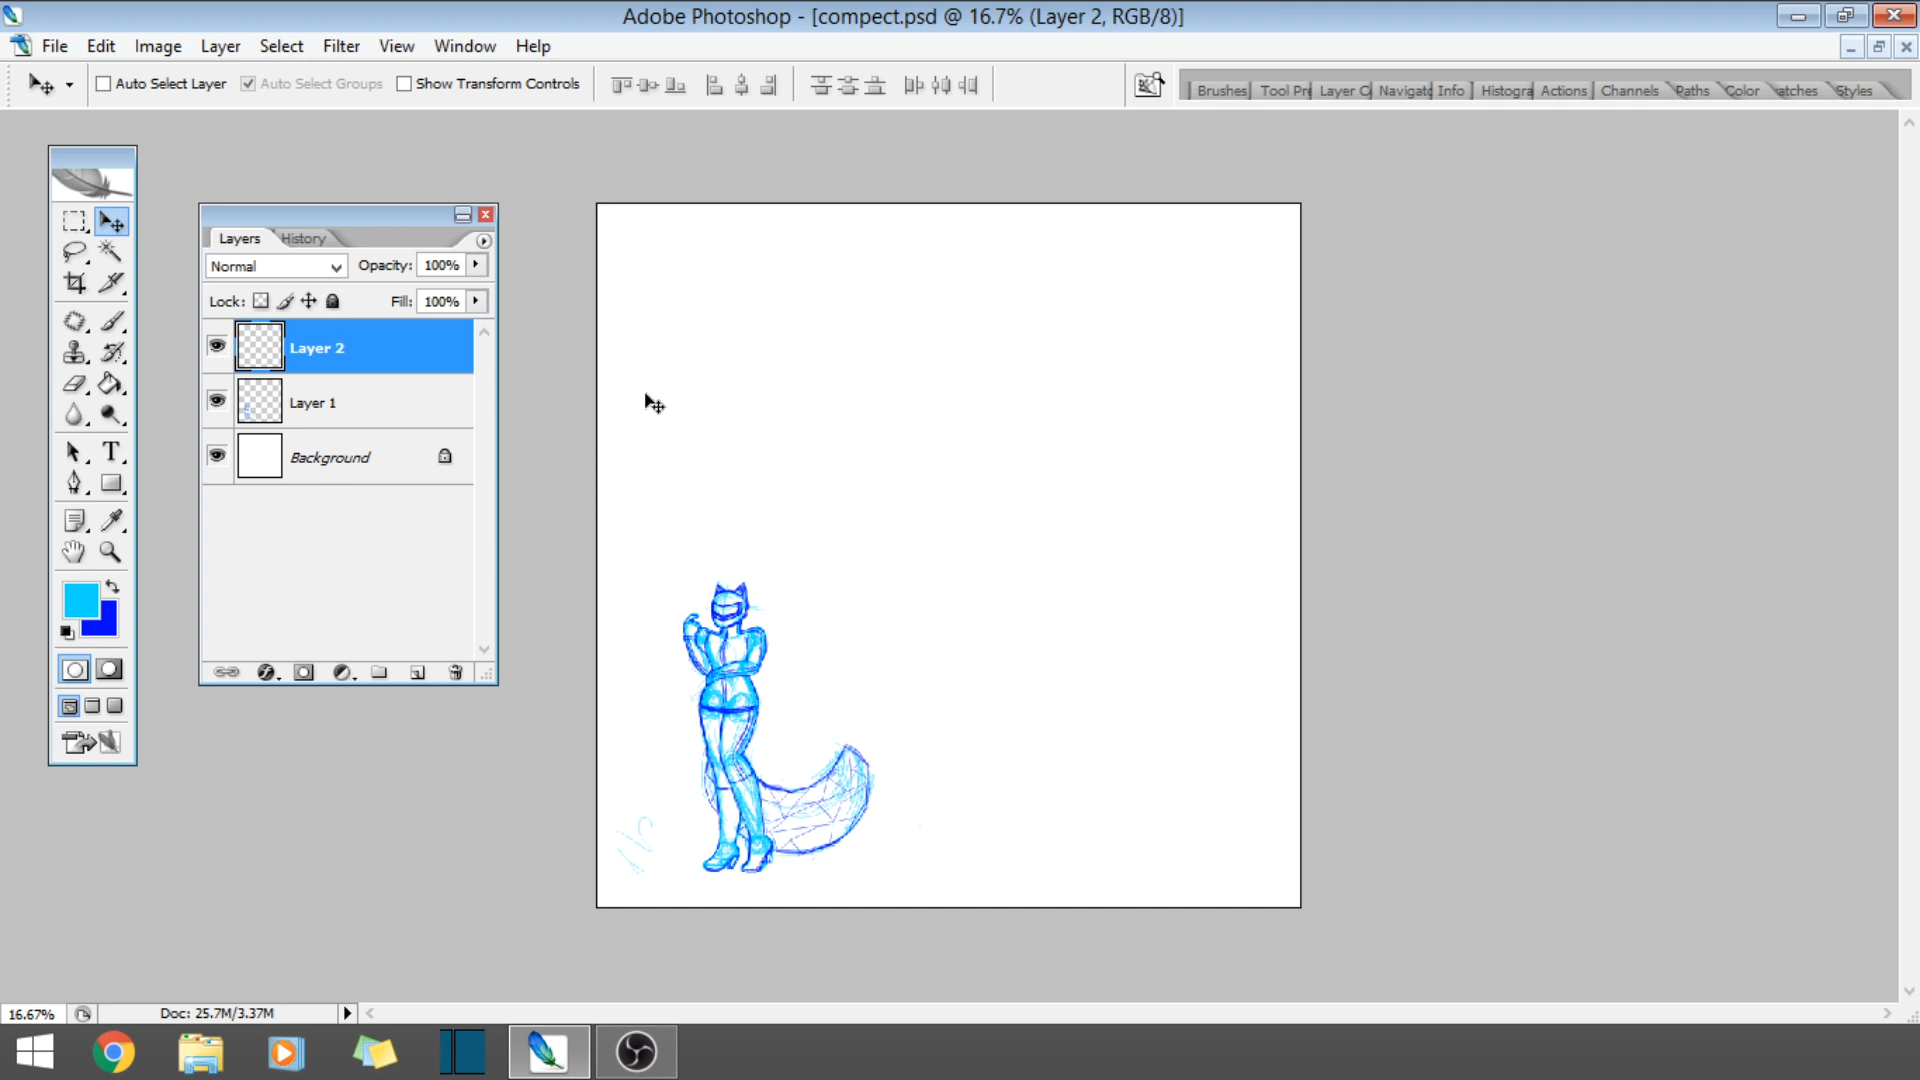 Adobe Photoshop - [compect.psd @ 16.7% (Layer 2, RGB/8)]
File Edit Image Layer Select Filter View Window Help
Auto Select Layer Auto Select Groups Show Transform Controls
Brushes Tool Pre Layer C Navigato Info Histogra Actions Channels Paths Color atches Styles
Layers History
Normal Opacity: 100%
Lock: Fill: 100%
Layer 2
Layer 1
Background
T
16.67% Doc: 25.7M/3.37M